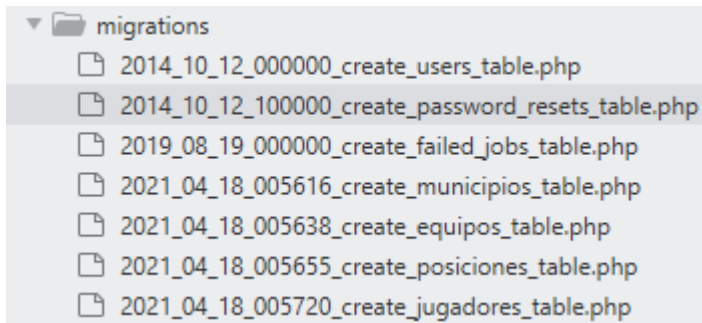 migrations
2014_10_12_000000_create_users_table.php
2014_10_12_100000_create_password_resets_table.php
2019_08_19_000000_create_failed_jobs_table.php
2021_04_18_005616_create_municipios_table.php
2021_04_18_005638_create_equipos_table.php
2021_04_18_005655_create_posiciones_table.php
2021_04_18_005720_create_jugadores_table.php